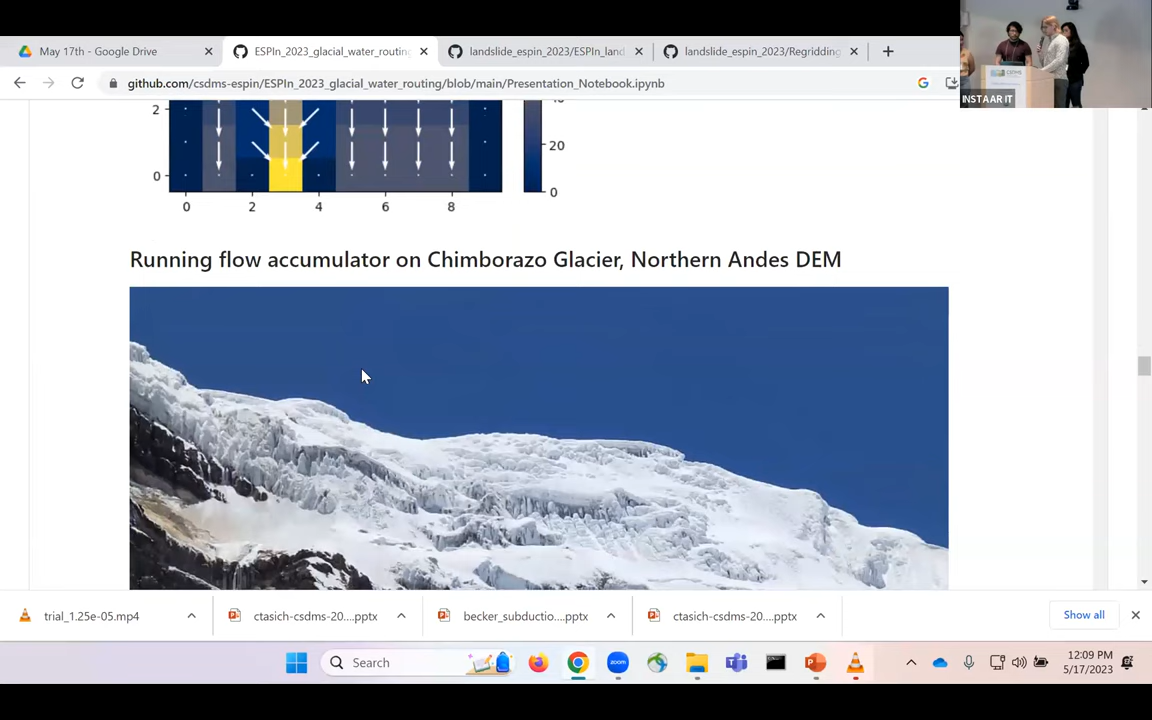 May 17th - Google Drive
ESPIn_2023_glacial_water_routing
landslide_espin_2023/ESPIn_land
landslide_espin_2023/Regridding
github.com/csdms-espin/ESPIn_2023_glacial_water_routing/blob/main/Presentation_Notebook.ipynb
INSTAAR IT
2
0
20
0
0
2
4
6
8
Running flow accumulator on Chimborazo Glacier, Northern Andes DEM
trial_1.25e-05.mp4
ctasich-csdms-20....pptx
becker_subductio....pptx
ctasich-csdms-20....pptx
Show all
Search
zoom
12:09 PM
5/17/2023